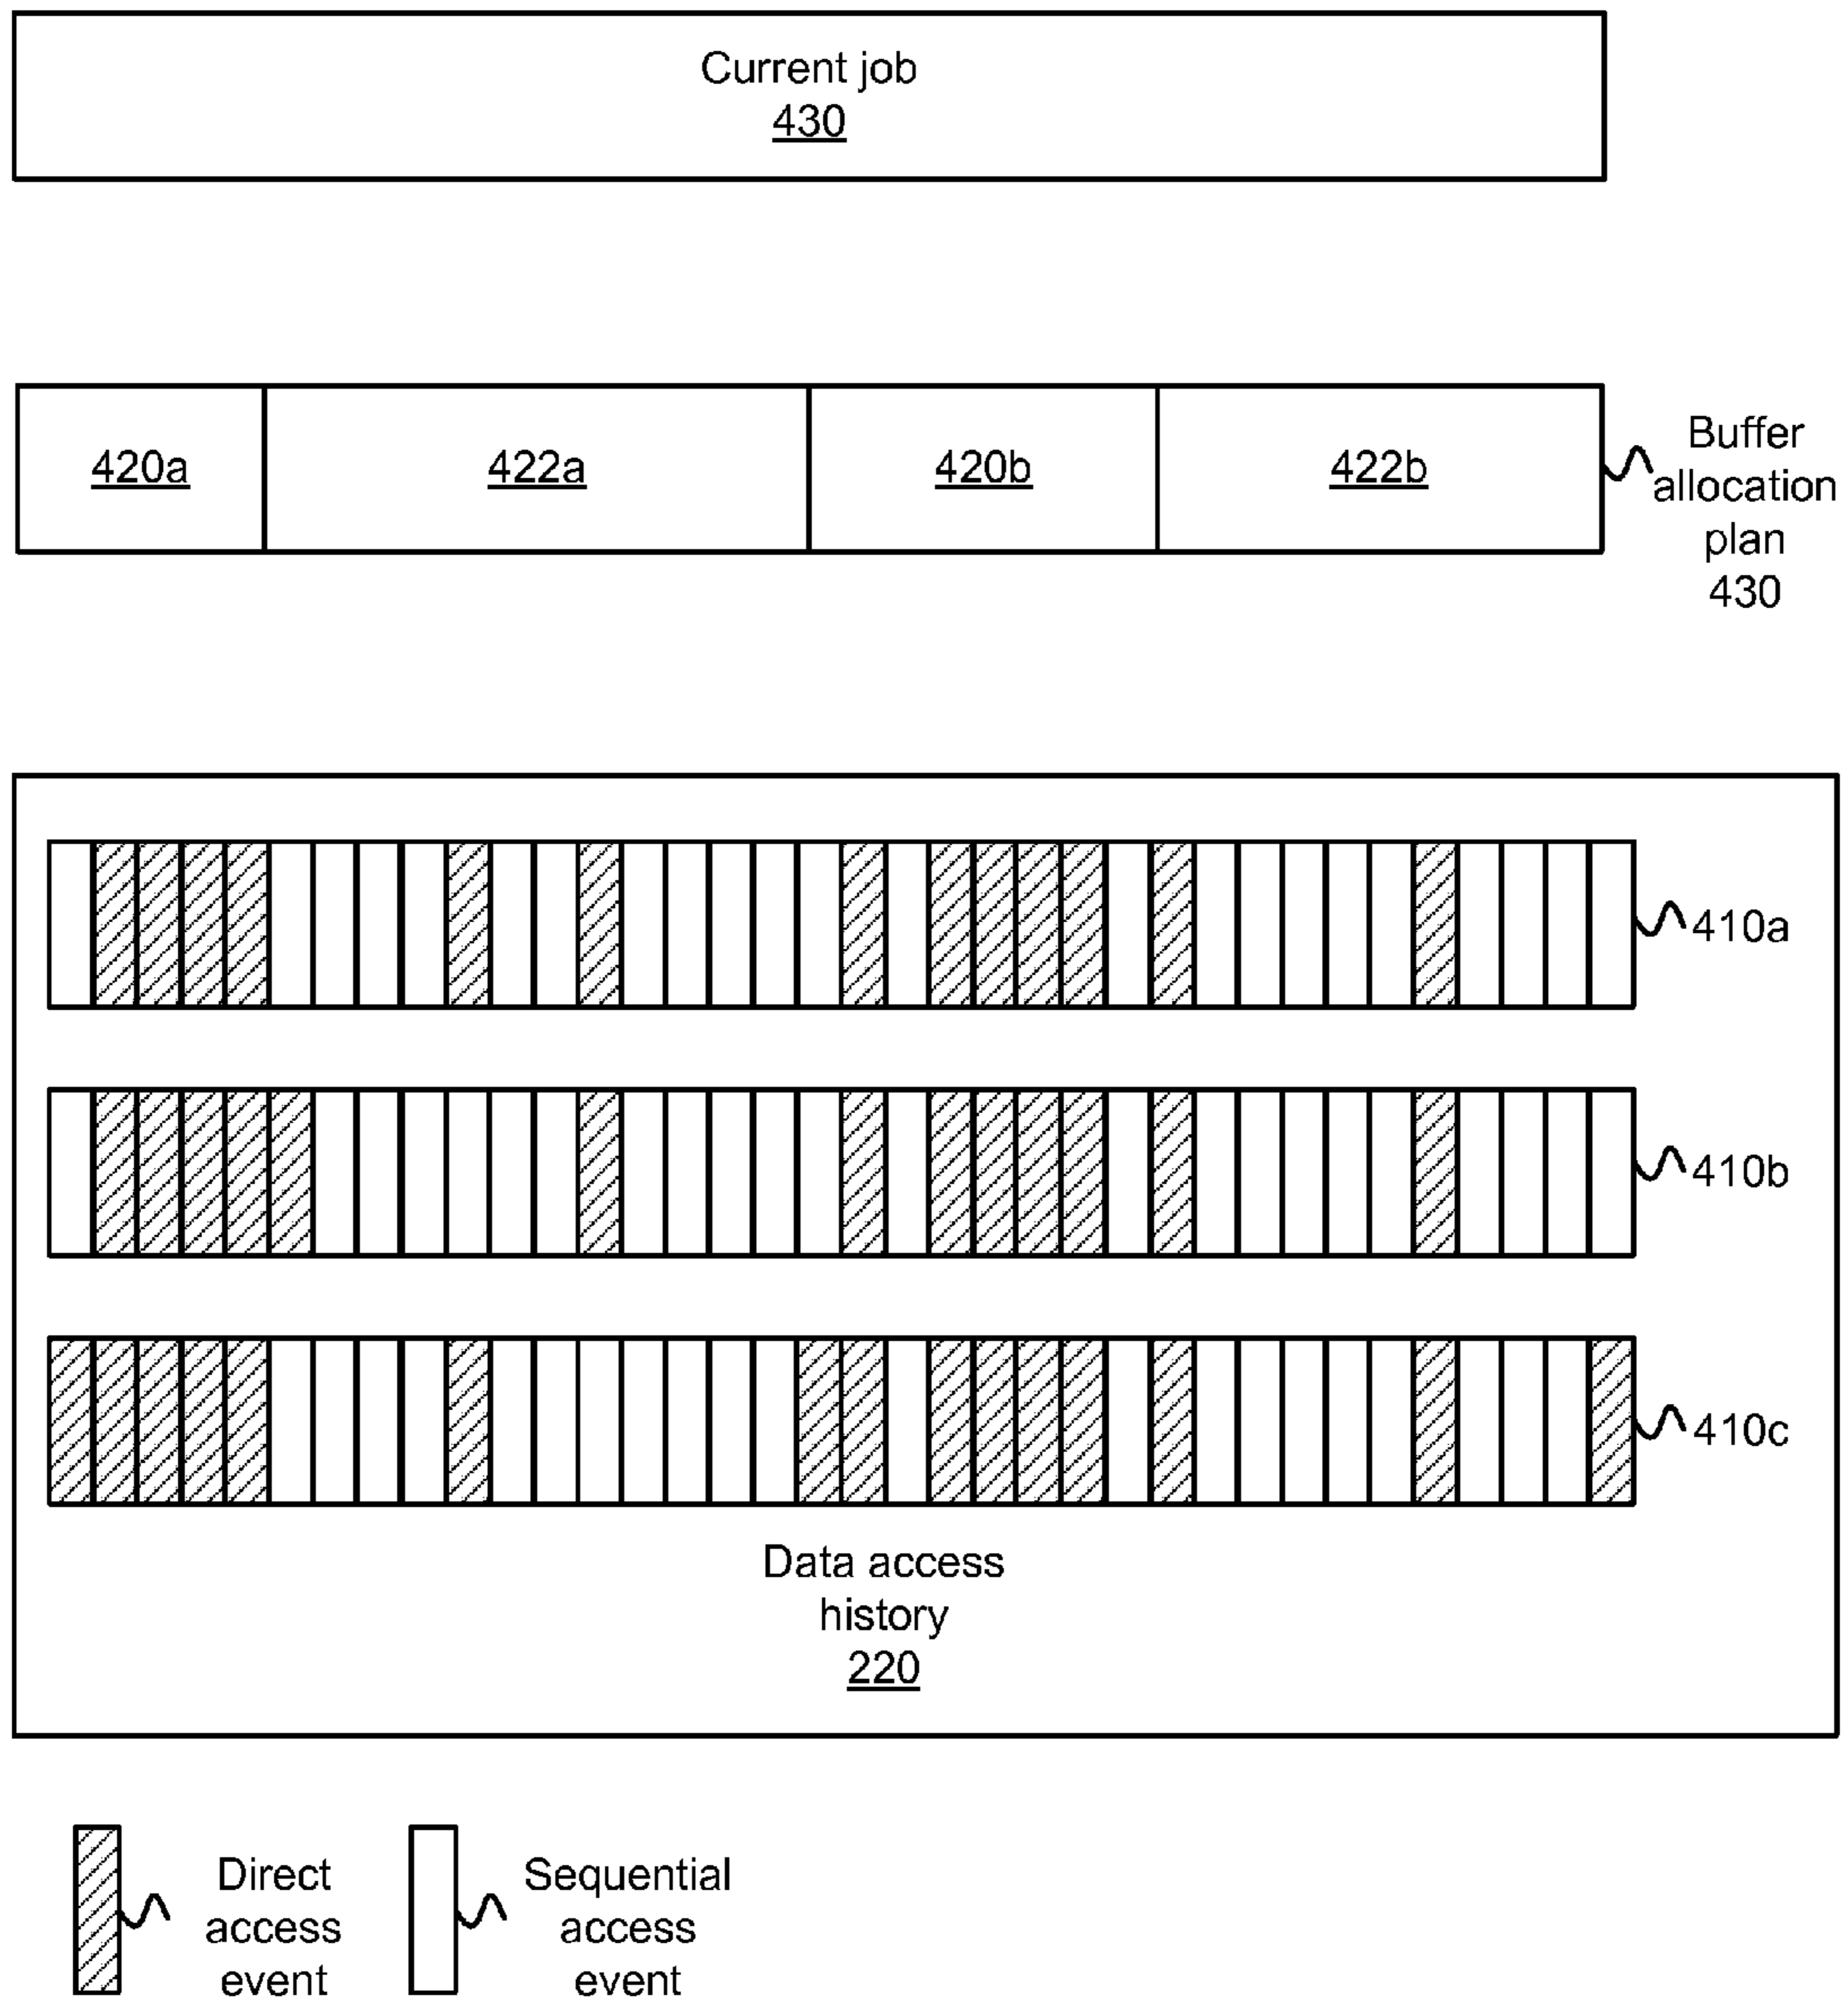 Current job
430
420a
422a
420b
422b
Buffer
allocation
plan
430
410a
410b
410c
Data access
history
220
Direct
access
event
Sequential
access
event